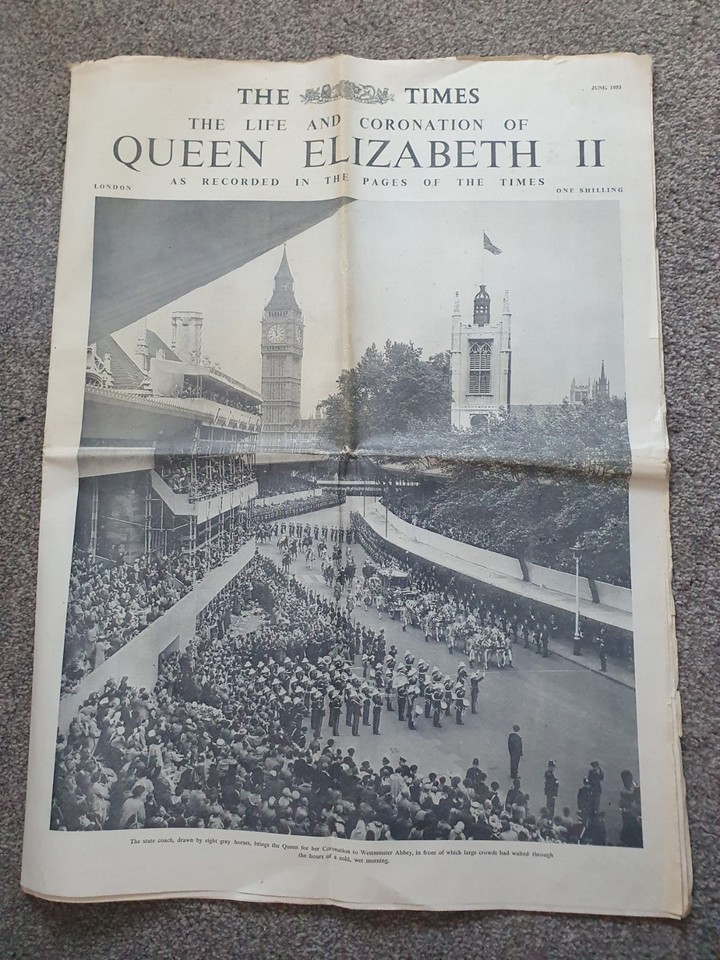 JUNE, 1953
THE TIMES
THE LIFE AND CORONATION OF
QUEEN ELIZABETH II
AS RECORDED IN THE PAGES OF THE TIMES
LONDON
ONE SHILLING
The state coach, drawn by eight gray horses, brings the Queen for her Coronation to Westminster Abbey, in front of which large crowds had waited through
the hours of a cold, wet morning.